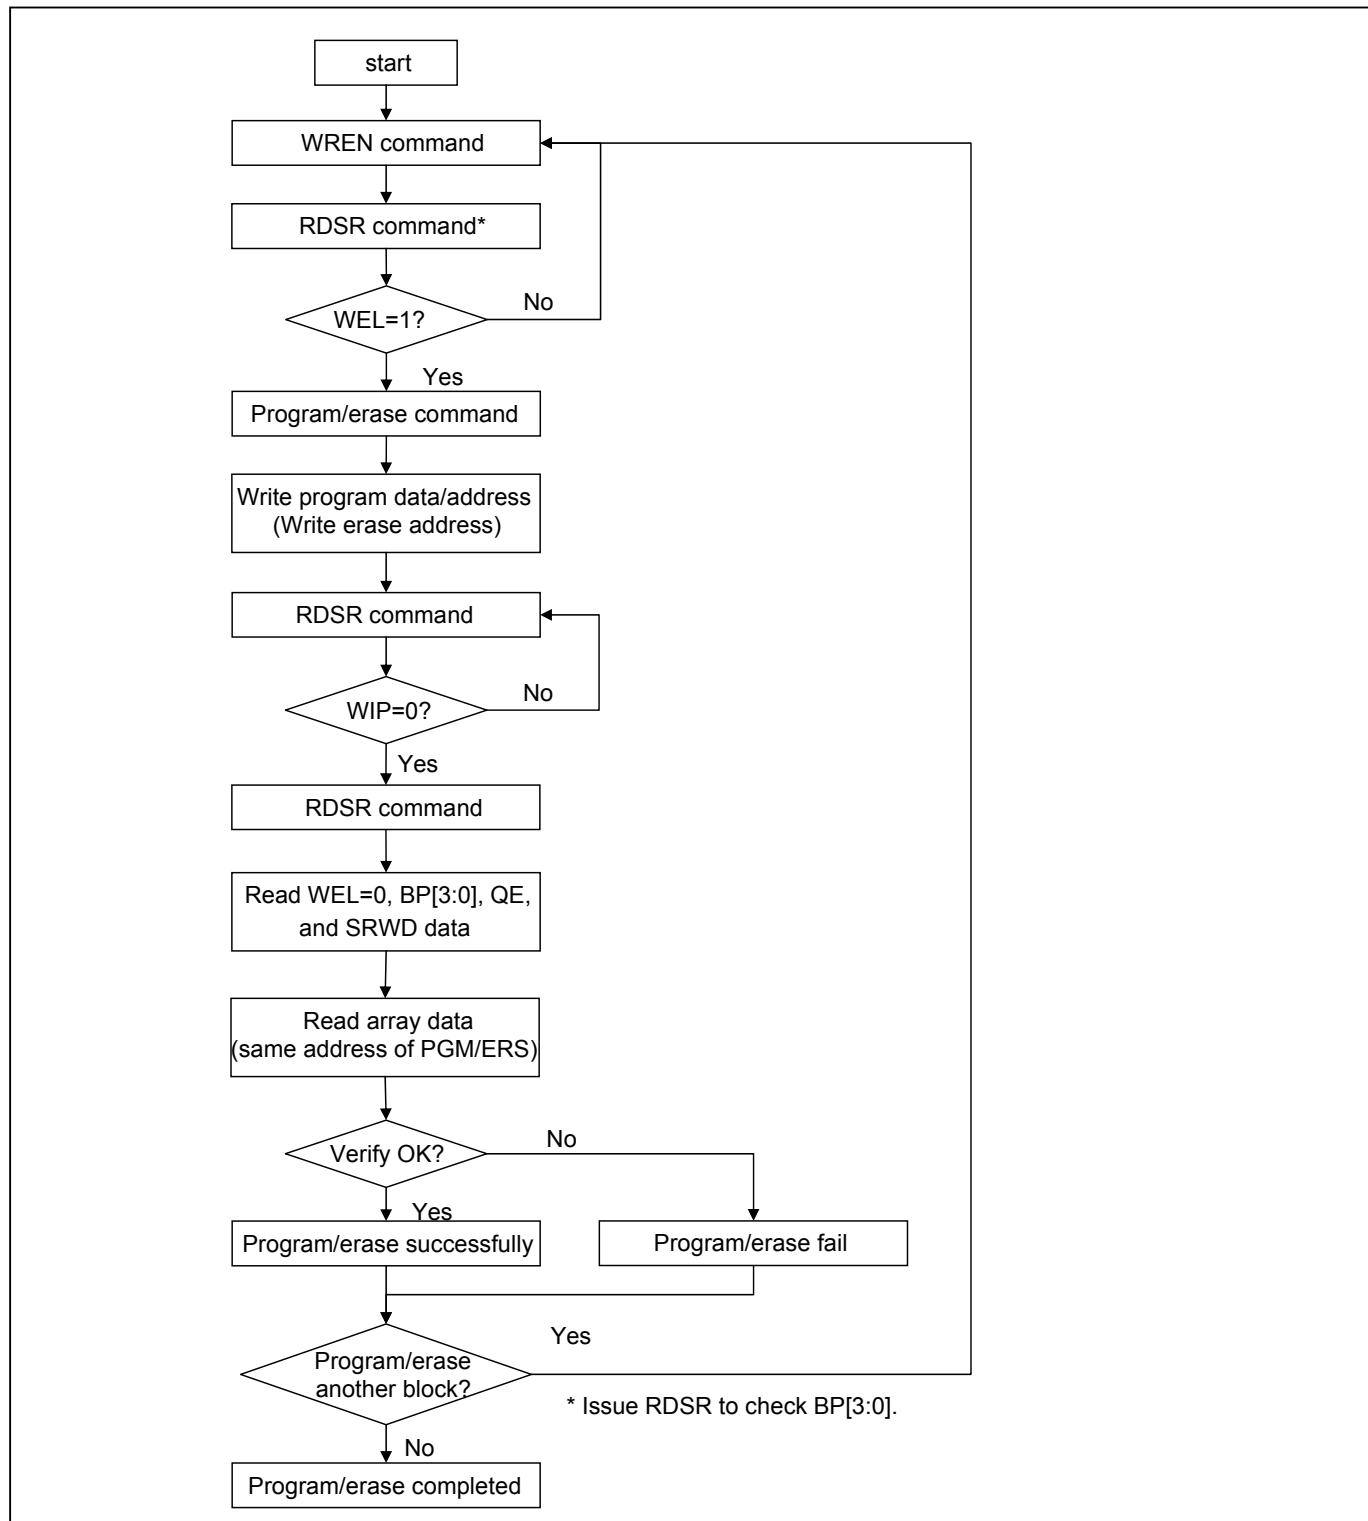 start
WREN command
RDSR command*
WEL=1?
No
Yes
Program/erase command
Write program data/address
(Write erase address)
RDSR command
WIP=0?
No
Yes
RDSR command
Read WEL=0, BP[3:0], QE,
and SRWD data
Read array data
(same address of PGM/ERS)
Verify OK?
No
Yes
Program/erase successfully
Program/erase fail
Program/erase
another block?
Yes
* Issue RDSR to check BP[3:0].
No
Program/erase completed